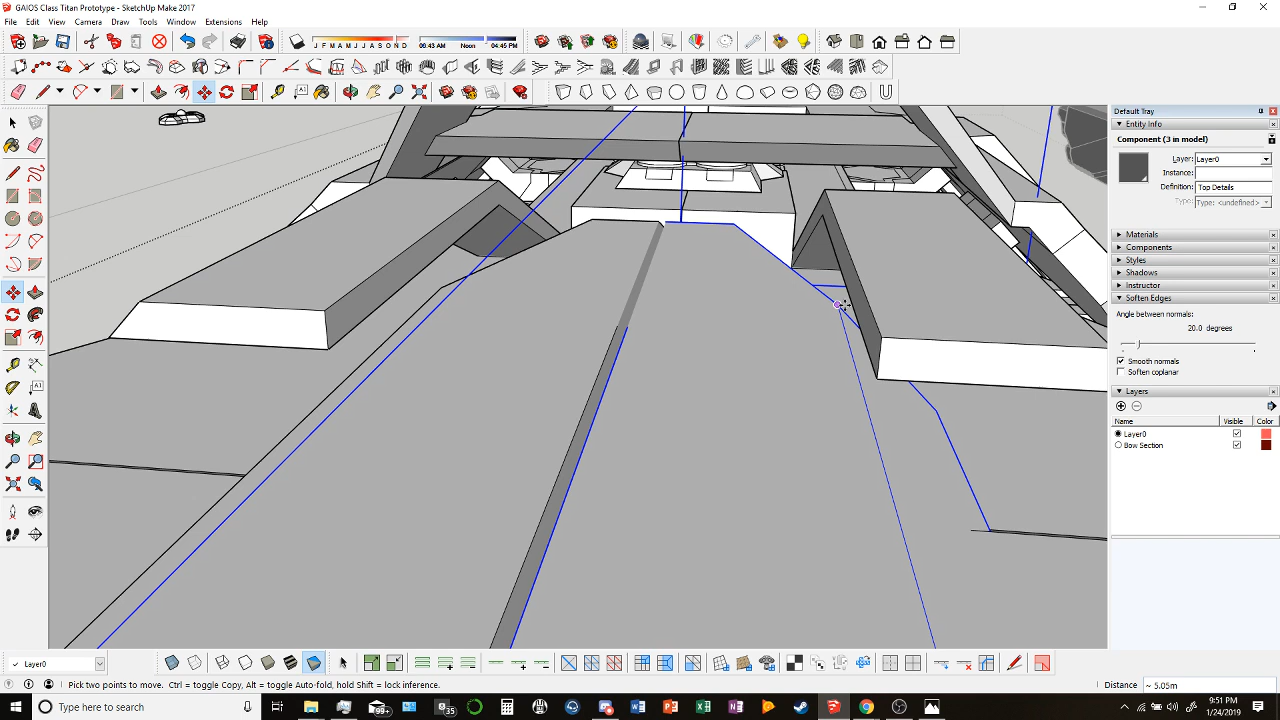 GAIOS Class Titan Prototype - SketchUp Make 2017
File Edit View Camera Draw Tools Window Extensions Help
J F M A M J J A S O N D
06:43 AM Noon 04:45 PM
Default Tray
Entity Info
Component (3 in model)
Layer: Layer0
Instance:
Definition: Top Details
Type: Type: <undefined>
Materials
Components
Styles
Shadows
Instructor
Soften Edges
Angle between normals:
20.0 degrees
Smooth normals
Soften coplanar
Layers
Name Visible Color
Layer0
Bow Section
Layer0
Pick two points to move. Ctrl = toggle Copy, Alt = toggle Auto-fold, hold Shift = lock inference.
Distance ~ 5.05m
Type here to search
99+
35
9:51 PM
1/24/2019